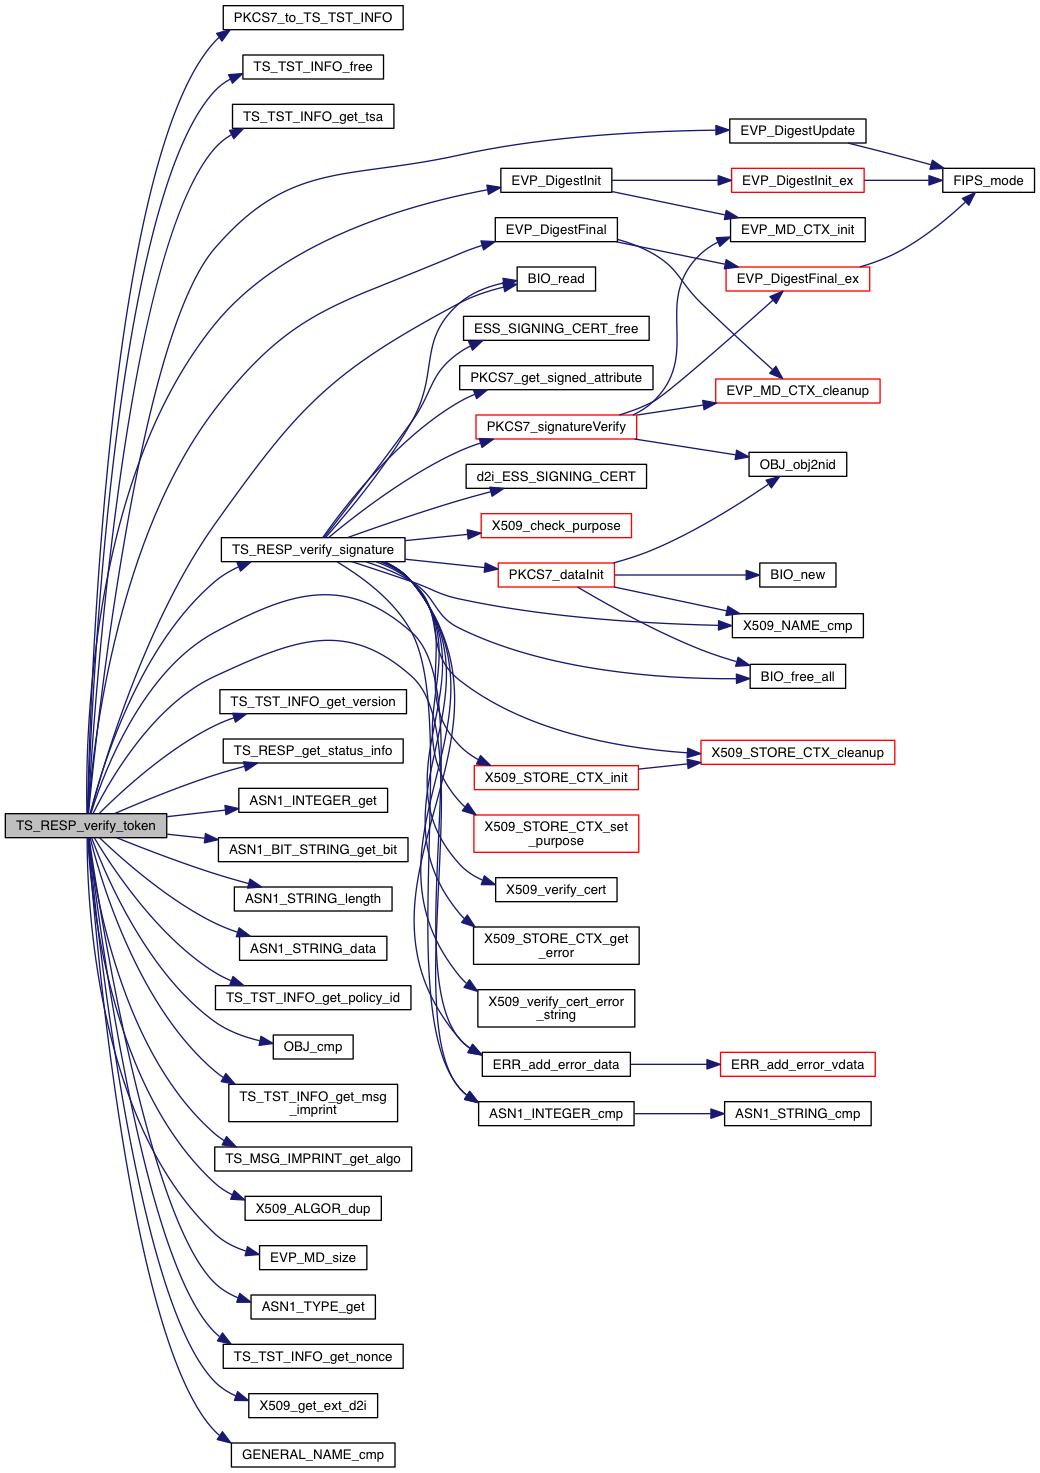 PKCS7_to_TS_TST_INFO
TS_TST_INFO_free
TS_TST_INFO_get_tsa
EVP_DigestUpdate
EVP_DigestInit
EVP_DigestInit_ex
FIPS_mode
EVP_DigestFinal
EVP_MD_CTX_init
BIO_read
EVP_DigestFinal_ex
ESS_SIGNING_CERT_free
PKCS7_get_signed_attribute
EVP_MD_CTX_cleanup
PKCS7_signatureVerify
OBJ_obj2nid
d2i_ESS_SIGNING_CERT
X509_check_purpose
TS_RESP_verify_signature
PKCS7_dataInit
BIO_new
X509_NAME_cmp
BIO_free_all
TS_TST_INFO_get_version
TS_RESP_get_status_info
X509_STORE_CTX_cleanup
X509_STORE_CTX_init
ASN1_INTEGER_get
TS_RESP_verify_token
X509_STORE_CTX_set
_purpose
ASN1_BIT_STRING_get_bit
X509_verify_cert
ASN1_STRING_length
X509_STORE_CTX_get
_error
ASN1_STRING_data
TS_TST_INFO_get_policy_id
X509_verify_cert_error
_string
OBJ_cmp
ERR_add_error_data
ERR_add_error_vdata
TS_TST_INFO_get_msg
_imprint
ASN1_INTEGER_cmp
ASN1_STRING_cmp
TS_MSG_IMPRINT_get_algo
X509_ALGOR_dup
EVP_MD_size
ASN1_TYPE_get
TS_TST_INFO_get_nonce
X509_get_ext_d2i
GENERAL_NAME_cmp